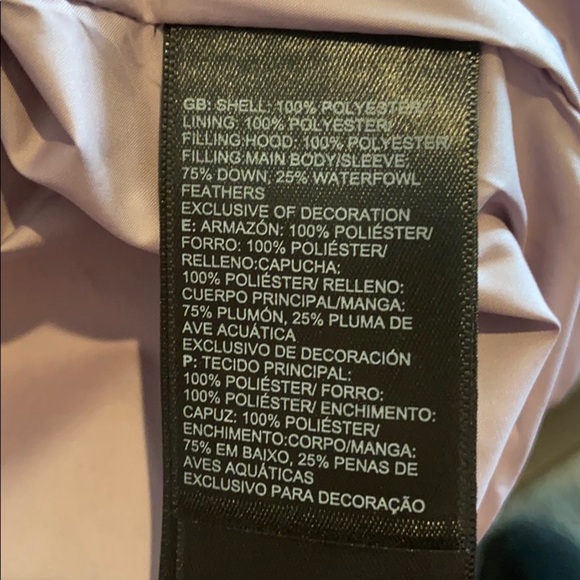 GB: SHELL: 100% POLYESTER/
LINING: 100% POLYESTER/
FILLING:HOOD: 100% POLYESTER/
FILLING:MAIN BODY/SLEEVE:
75% DOWN, 25% WATERFOWL
FEATHERS
EXCLUSIVE OF DECORATION
E: ARMAZÓN: 100% POLIÉSTER/
FORRO: 100% POLIÉSTER/
RELLENO:CAPUCHA:
100% POLIÉSTER/ RELLENO:
CUERPO PRINCIPAL/MANGA:
75% PLUMÓN, 25% PLUMA DE
AVE ACUÁTICA
EXCLUSIVO DE DECORACIÓN
P: TECIDO PRINCIPAL:
100% POLIÉSTER/ FORRO:
100% POLIÉSTER/ ENCHIMENTO:
CAPUZ: 100% POLIÉSTER/
ENCHIMENTO:CORPO/MANGA:
75% EM BAIXO, 25% PENAS DE
AVES AQUÁTICAS
EXCLUSIVO PARA DECORAÇÃO